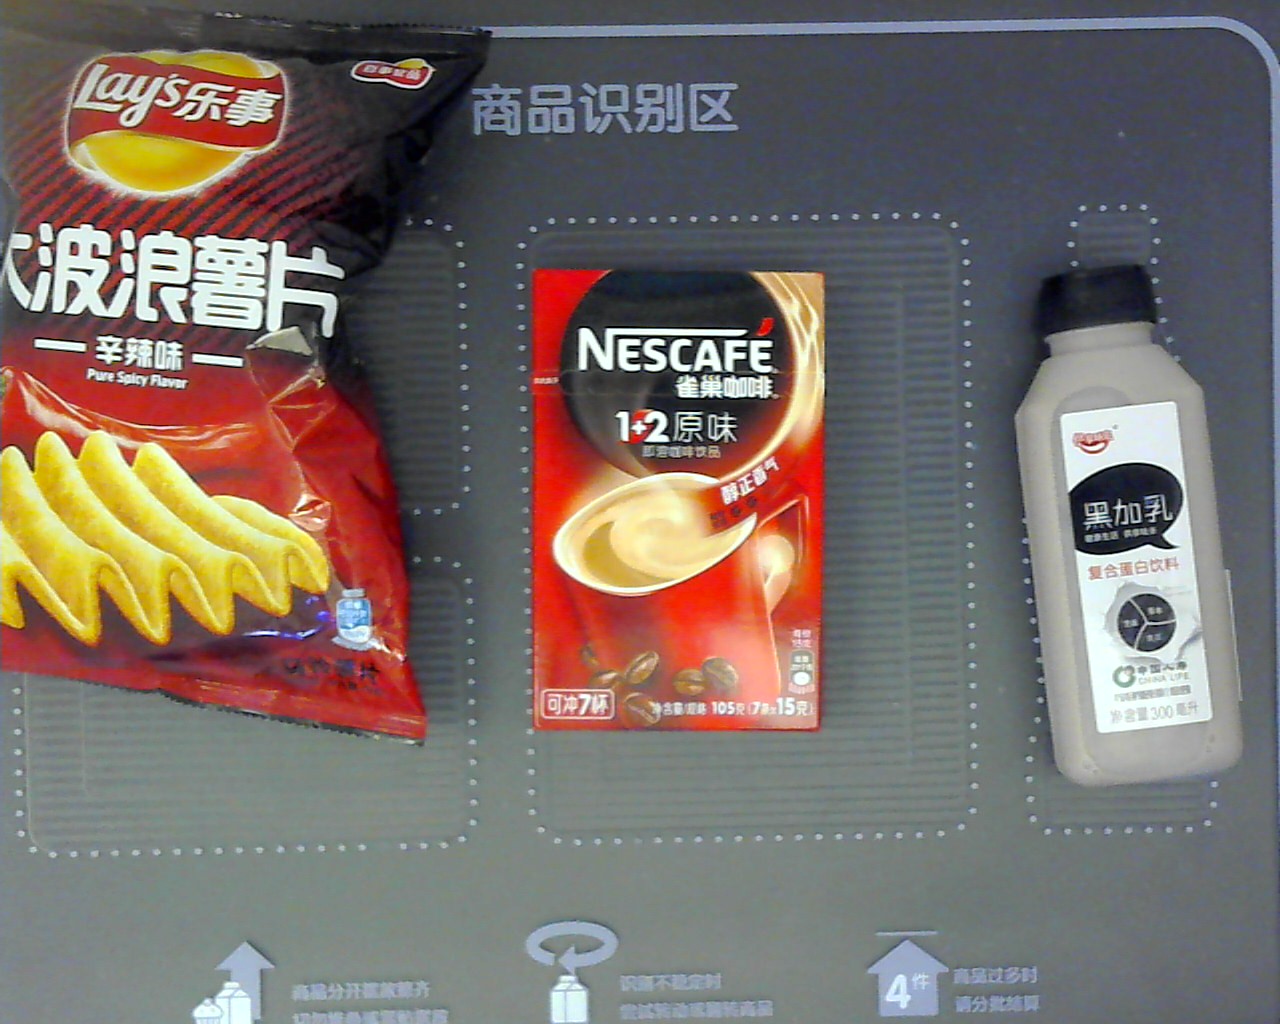 商品识别区
Lay's乐事
百事食品
大波浪薯片
辛辣味
Pure Spicy Flavor
NESCAFÉ
雀巢咖啡
1+2原味
即溶咖啡饮品
醇正香气
可冲7杯
净含量/规格:105克(7条x15克)
黑加乳
复合蛋白饮料
中国人寿
CHINA LIFE
净含量300毫升
商品分开摆放整齐
识别不稳定时
尝试转动或翻转商品
4件
商品过多时
请分批结算